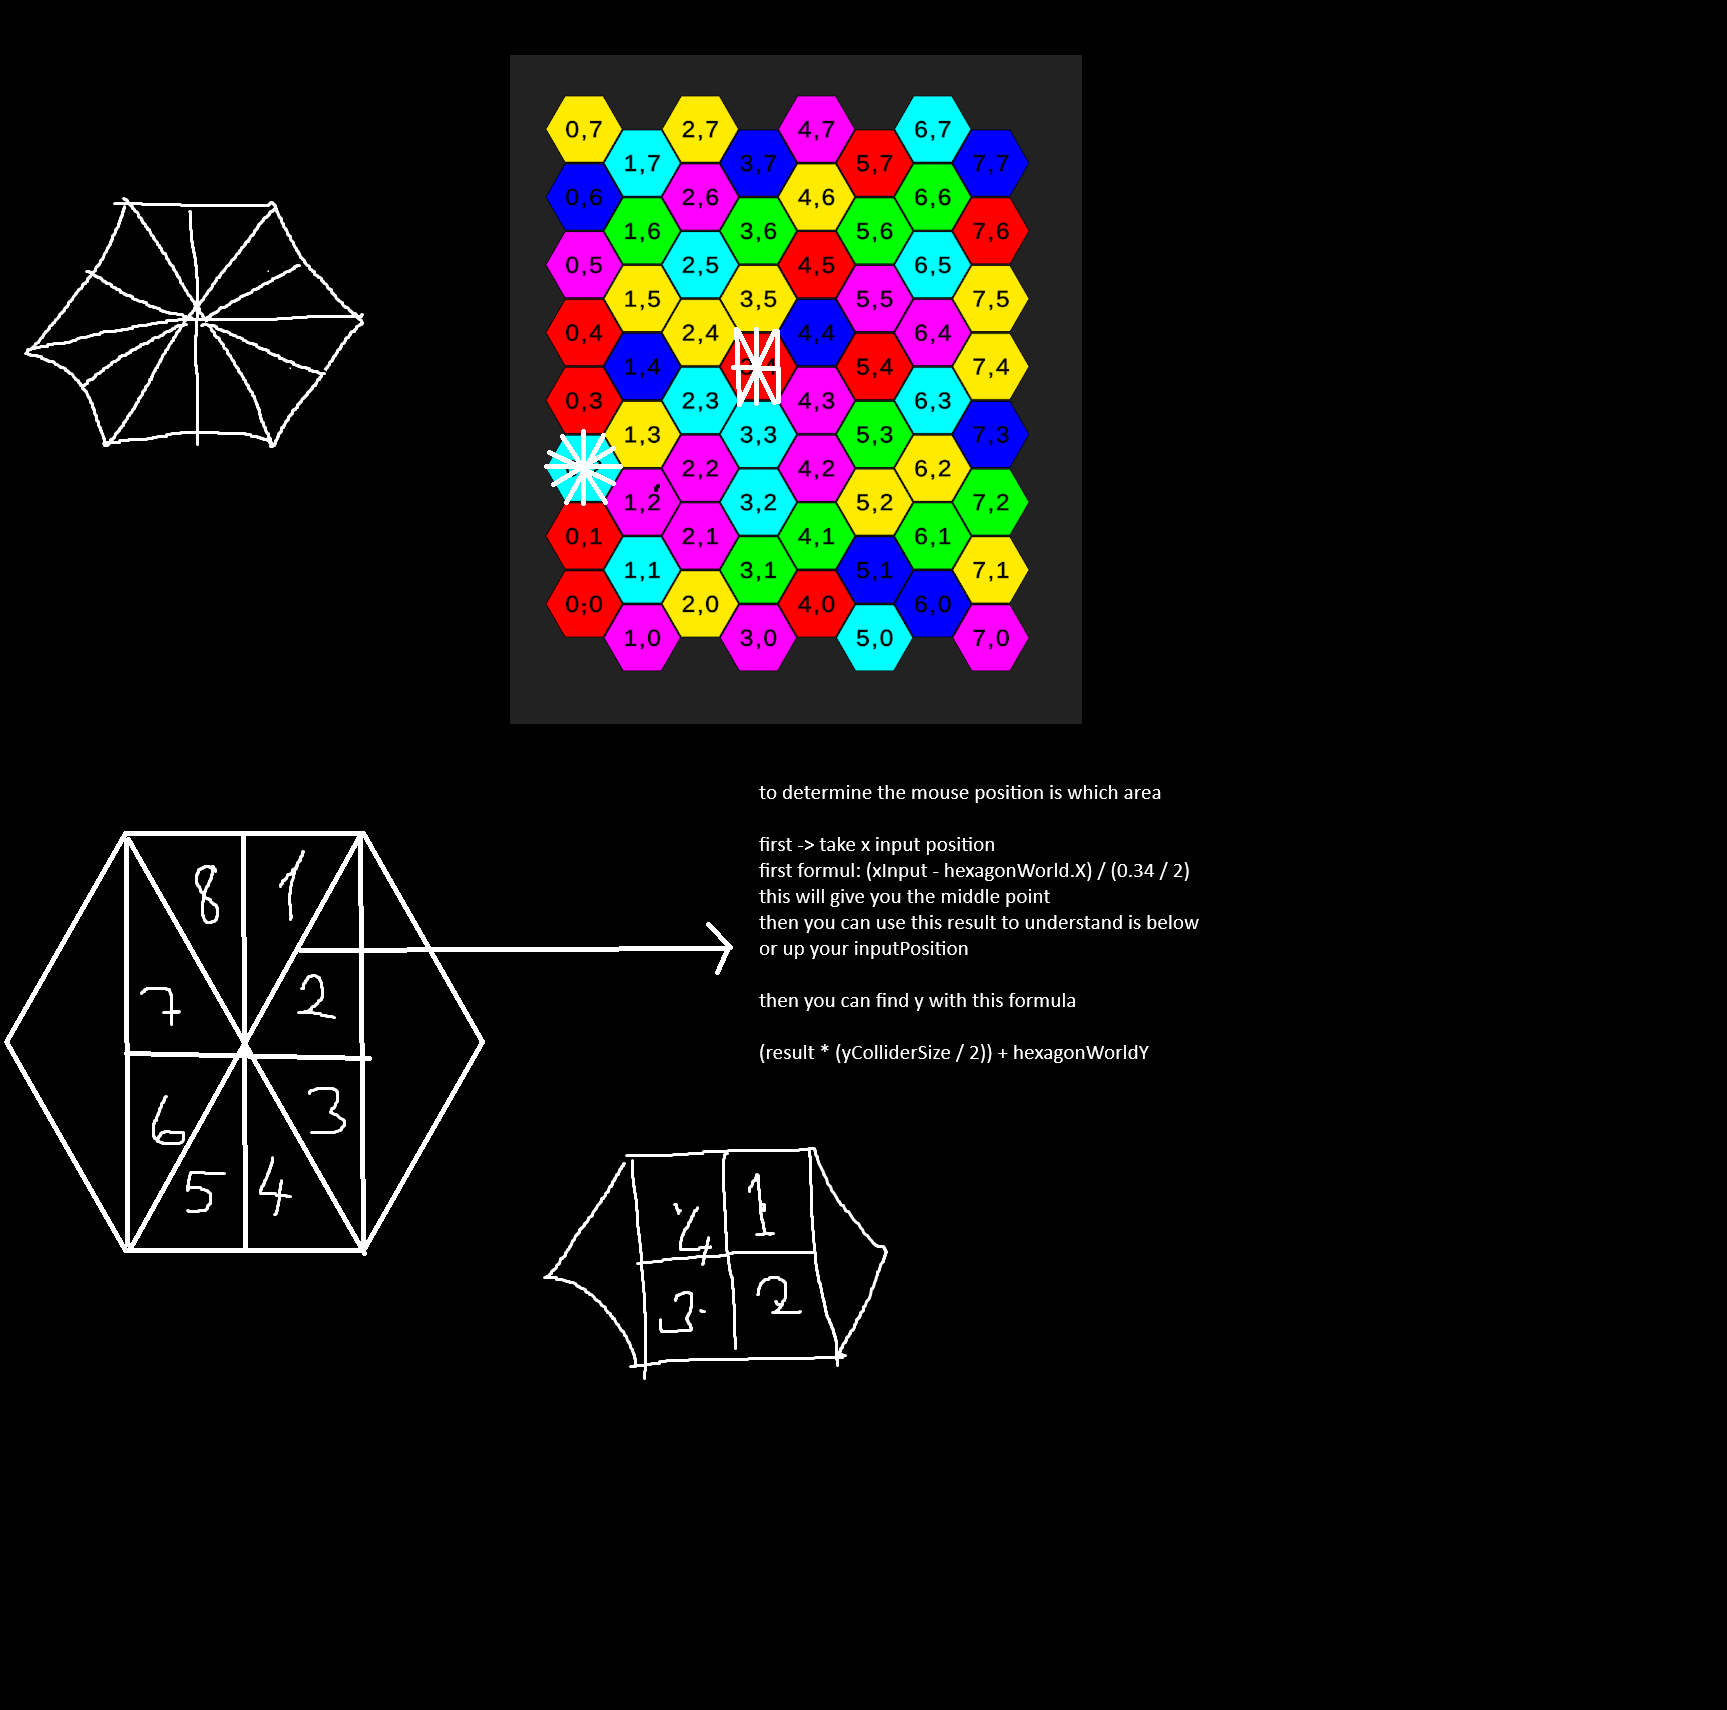 0,7 2,7 4,7 6,7
1,7 3,7 5,7 7,7
0,6 2,6 4,6 6,6
1,6 3,6 5,6 7,6
0,5 2,5 4,5 6,5
1,5 3,5 5,5 7,5
0,4 2,4 4,4 6,4
1,4 5,4 7,4
0,3 2,3 4,3 6,3
1,3 3,3 5,3 7,3
2,2 4,2 6,2
1,2 3,2 5,2 7,2
0,1 2,1 4,1 6,1
1,1 3,1 5,1 7,1
0;0 2,0 4,0 6,0
1,0 3,0 5,0 7,0
to determine the mouse position is which area
first -> take x input position
first formul: (xInput - hexagonWorld.X) / (0.34 / 2)
this will give you the middle point
then you can use this result to understand is below
or up your inputPosition
then you can find y with this formula
(result * (yColliderSize / 2)) + hexagonWorldY
8 1
7 2
6 3
5 4
4 1
3 2